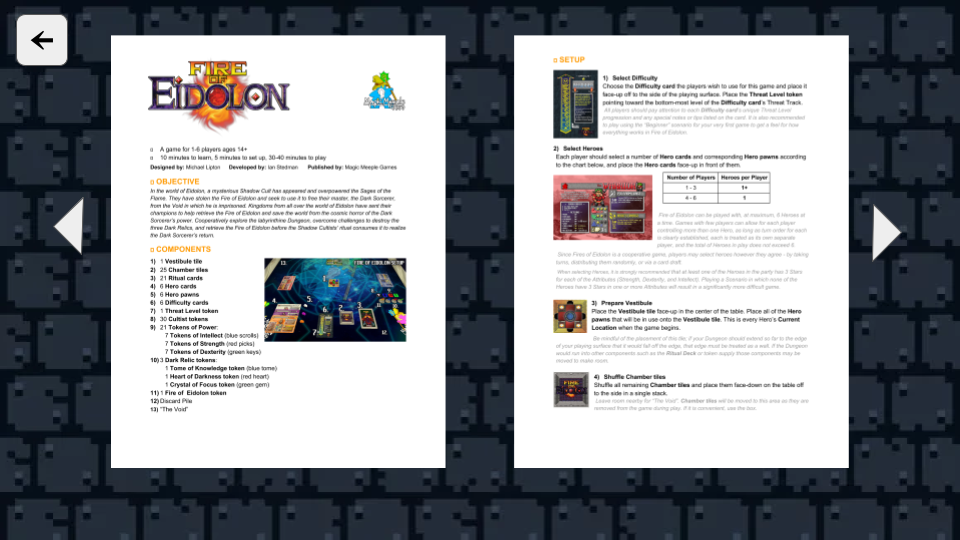 FIRE
OF
EIDOLON
▯ A game for 1-6 players ages 14+
▯ 10 minutes to learn, 5 minutes to set up, 30-40 minutes to play
Designed by: Michael Lipton Developed by: Ian Stedman Published by: Magic Meeple Games
▯ OBJECTIVE
In the world of Eidolon, a mysterious Shadow Cult has appeared and overpowered the Sages of the
Flame. They have stolen the Fire of Eidolon and seek to use it to free their master, the Dark Sorcerer,
from the Void in which he is imprisoned. Kingdoms from all over the world of Eidolon have sent their
champions to help retrieve the Fire of Eidolon and save the world from the cosmic horror of the Dark
Sorcerer's power. Cooperatively explore the labyrinthine Dungeon, overcome challenges to destroy the
three Dark Relics, and retrieve the Fire of Eidolon before the Shadow Cultists' ritual consumes it to realize
the Dark Sorcerer's return.
▯ COMPONENTS
1) 1 Vestibule tile
2) 25 Chamber tiles
3) 21 Ritual cards
4) 6 Hero cards
5) 6 Hero pawns
6) 6 Difficulty cards
7) 1 Threat Level token
8) 30 Cultist tokens
9) 21 Tokens of Power:
7 Tokens of Intellect (blue scrolls)
7 Tokens of Strength (red picks)
7 Tokens of Dexterity (green keys)
10) 3 Dark Relic tokens:
1 Tome of Knowledge token (blue tome)
1 Heart of Darkness token (red heart)
1 Crystal of Focus token (green gem)
11) 1 Fire of Eidolon token
12) Discard Pile
13) "The Void"
▯ SETUP
1) Select Difficulty
Choose the Difficulty card the players wish to use for this game and place it
face-up off to the side of the playing surface. Place the Threat Level token
pointing toward the bottom-most level of the Difficulty card's Threat Track.
All players should pay attention to each Difficulty card's unique Threat Level
progression and any special rules or tips listed on the card. It is also recommended
to play using the "Beginner" scenario for your very first game to get a feel for how
everything works in Fire of Eidolon.
2) Select Heroes
Each player should select a number of Hero cards and corresponding Hero pawns according
to the chart below, and place the Hero cards face-up in front of them.
Number of Players Heroes per Player
1 - 3 1+
4 - 6 1
Fire of Eidolon can be played with, at maximum, 6 Heroes at
a time. Games with few players can allow for each player
controlling more than one Hero, as long as turn order for each
is clearly established, each is treated as its own separate
player, and the total of Heroes in play does not exceed 6.
Since Fires of Eidolon is a cooperative game, players may select Heroes however they agree - by taking
turns, distributing them randomly, or via a card draft.
When selecting Heroes, it is strongly recommended that at least one of the Heroes in the party has 3 Stars
for each of the Attributes (Strength, Dexterity, and Intellect). Playing a Scenario in which none of the
Heroes have 3 Stars in one or more Attributes will result in a significantly more difficult game.
3) Prepare Vestibule
Place the Vestibule tile face-up in the center of the table. Place all of the Hero
pawns that will be in use onto the Vestibule tile. This is every Hero's Current
Location when the game begins.
Be mindful of the placement of this tile; if your Dungeon should extend as far to the edge
of your playing surface that it would fall off the edge, that edge must be treated as a wall. If the Dungeon
would run into other components such as the Ritual Deck or token supply those components may be
moved to make room.
4) Shuffle Chamber tiles
Shuffle all remaining Chamber tiles and place them face-down on the table off
to the side in a single stack.
Leave room nearby for "The Void". Chamber tiles will be moved to this area as they are
removed from the game during play. If it is convenient, use the box.